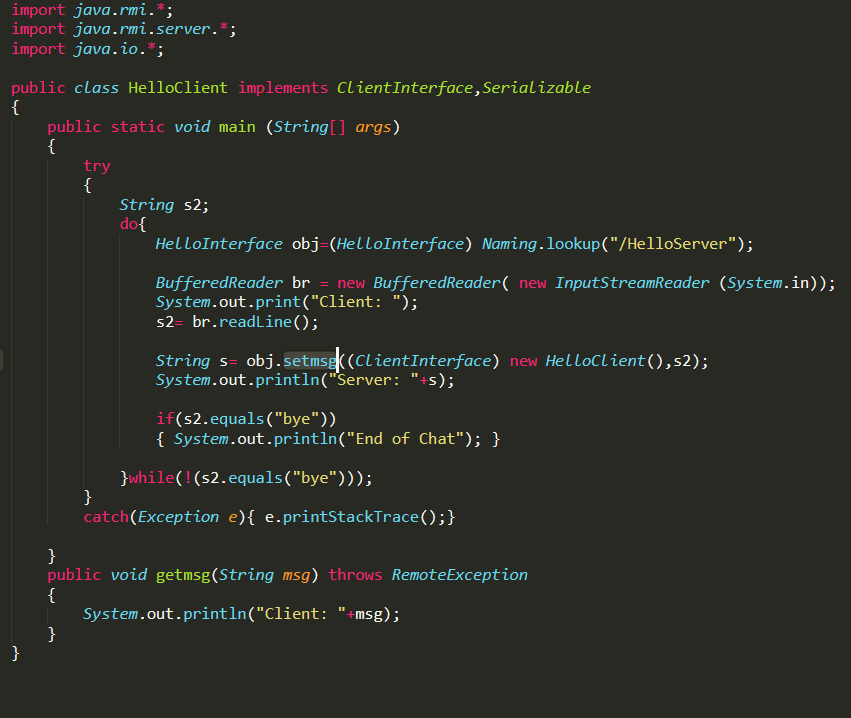 import java.rmi.*;
import java.rmi.server.*;
import java.io.*;

public class HelloClient implements ClientInterface,Serializable
{
    public static void main (String[] args)
    {
        try
        {
            String s2;
            do{
                HelloInterface obj=(HelloInterface) Naming.lookup("/HelloServer");

                BufferedReader br = new BufferedReader( new InputStreamReader (System.in));
                System.out.print("Client: ");
                s2= br.readLine();

                String s= obj.setmsg((ClientInterface) new HelloClient(),s2);
                System.out.println("Server: "+s);

                if(s2.equals("bye"))
                { System.out.println("End of Chat"); }

            }while(!(s2.equals("bye")));
        }
        catch(Exception e){ e.printStackTrace();}

    }
    public void getmsg(String msg) throws RemoteException
    {
        System.out.println("Client: "+msg);
    }
}